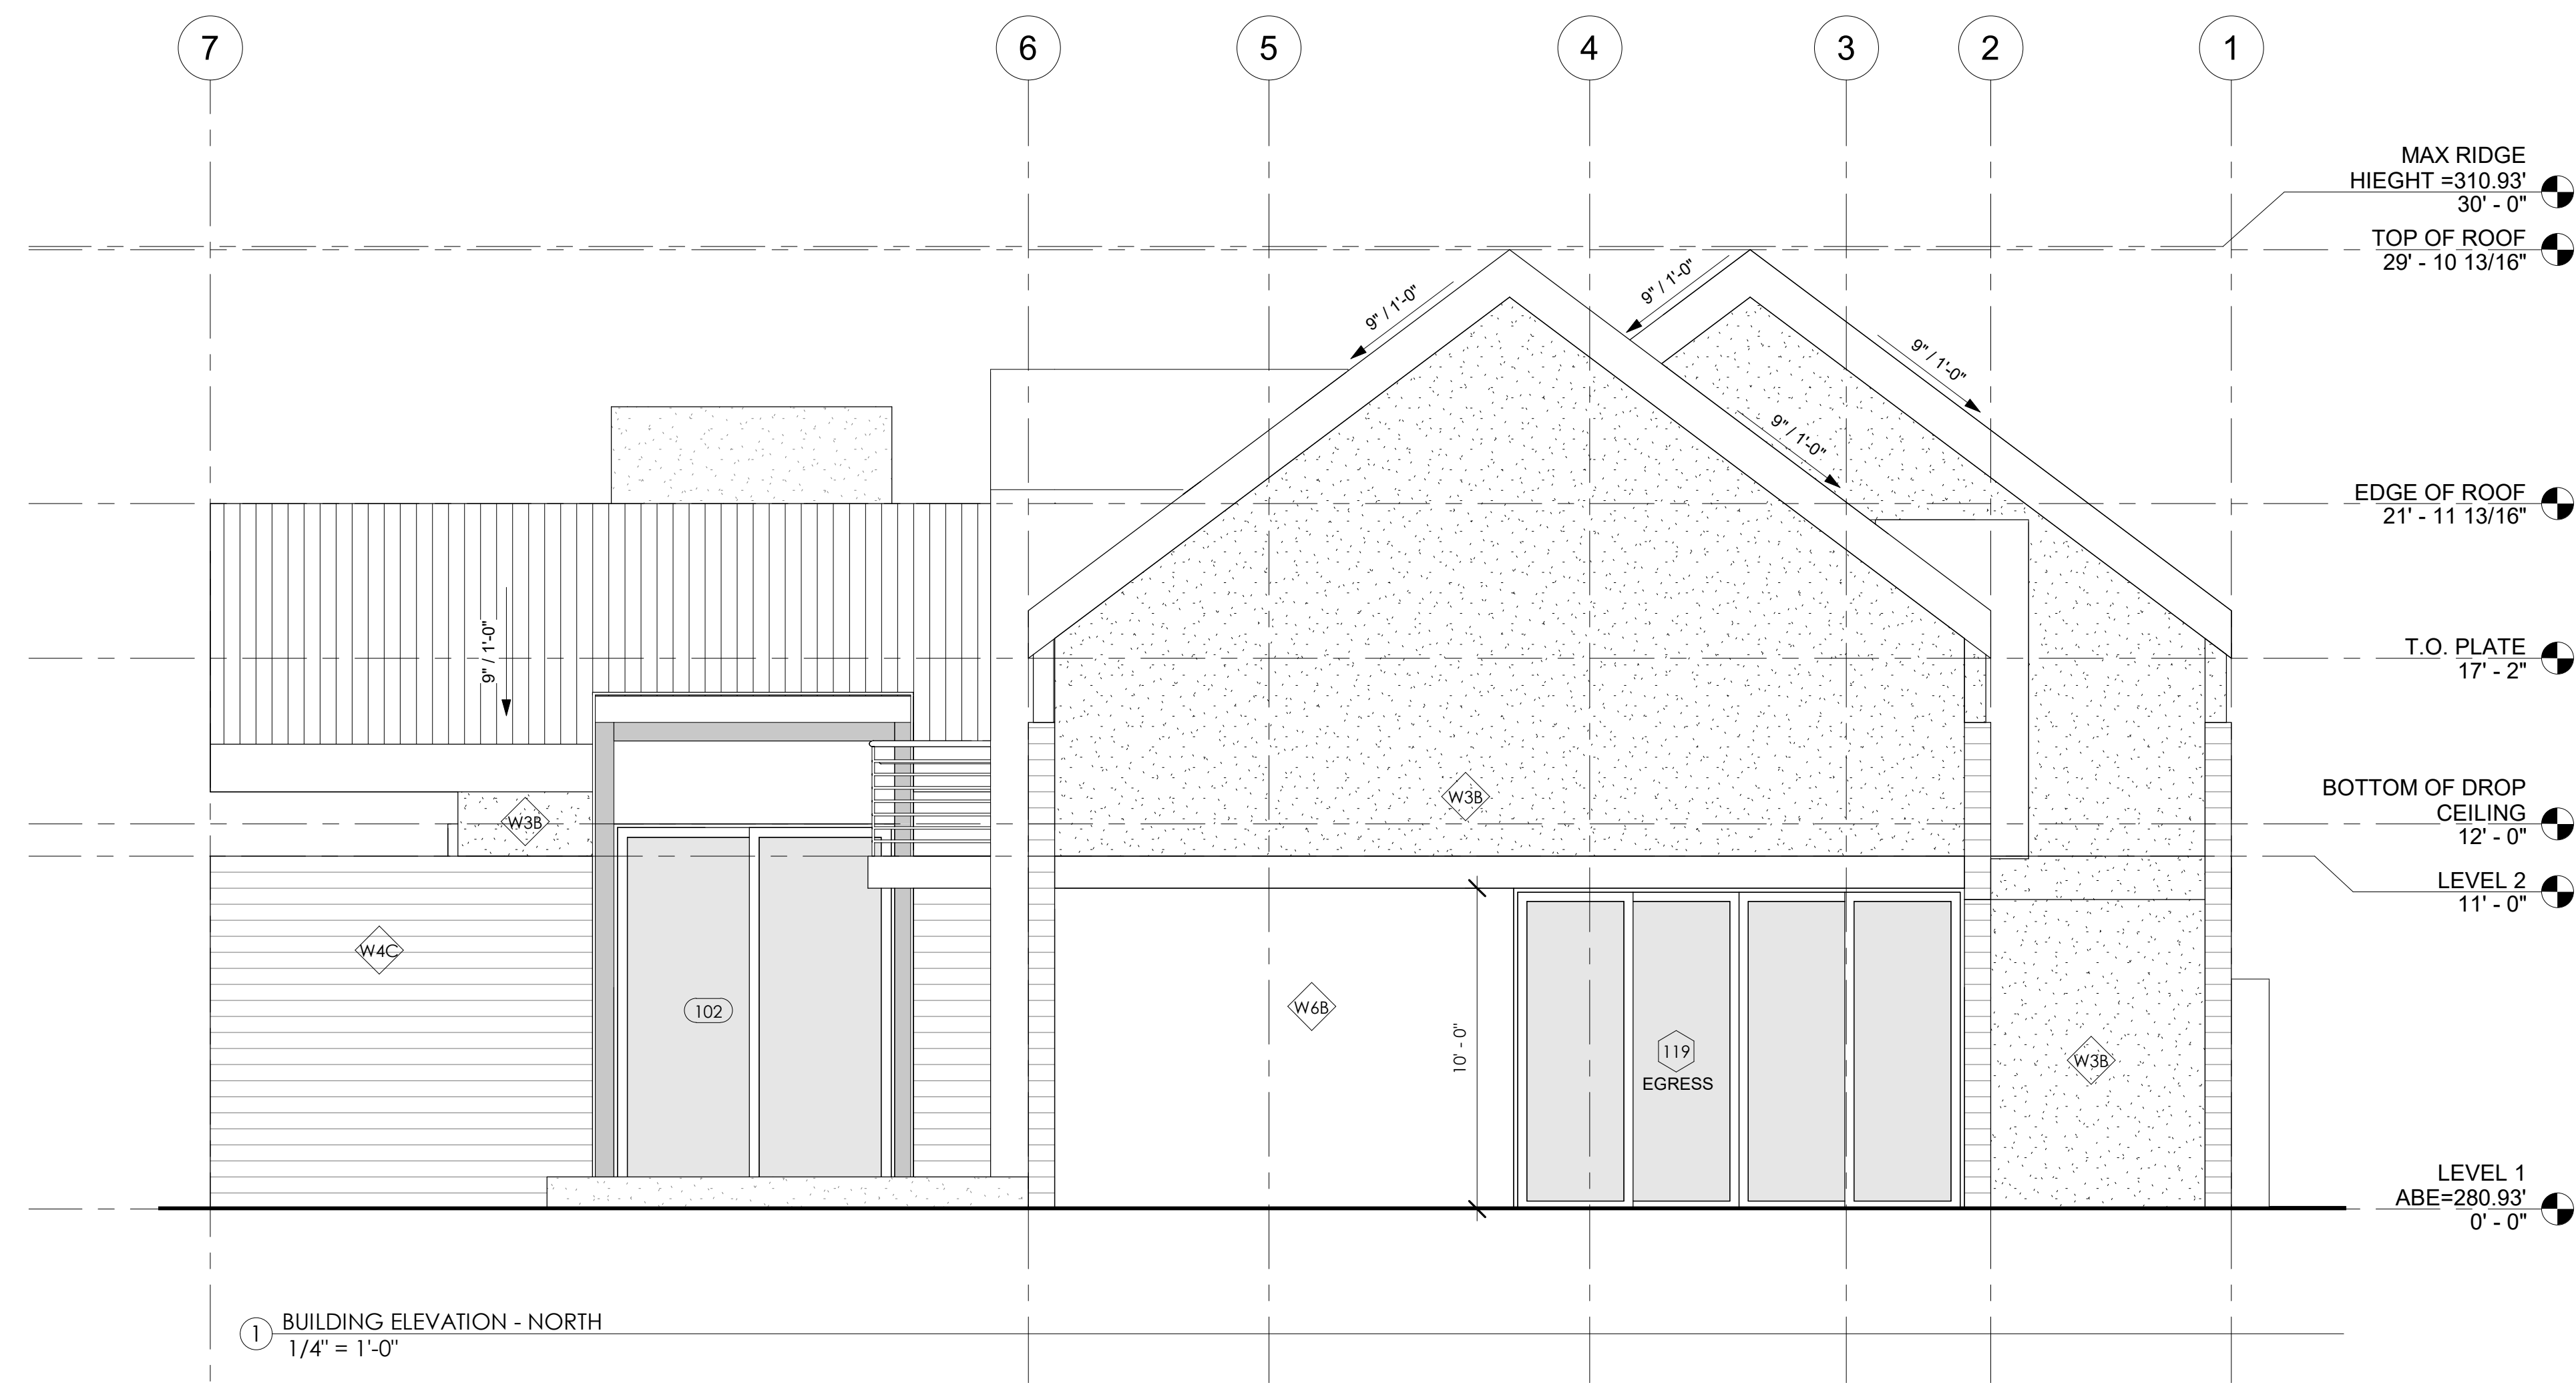 7
6
5
4
3
2
1
MAX RIDGE
HIEGHT =310.93'
30' - 0"
TOP OF ROOF
29' - 10 13/16"
9" / 1'-0"
9" / 1'-0"
9" / 1'-0"
9" / 1'-0"
EDGE OF ROOF
21' - 11 13/16"
9" / 1'-0"
T.O. PLATE
17' - 2"
BOTTOM OF DROP
CEILING
12' - 0"
W3B
W3B
LEVEL 2
11' - 0"
W4C
102
W6B
10' - 0"
119
EGRESS
W3B
LEVEL 1
ABE=280.93'
0' - 0"
1
BUILDING ELEVATION - NORTH
1/4" = 1'-0"